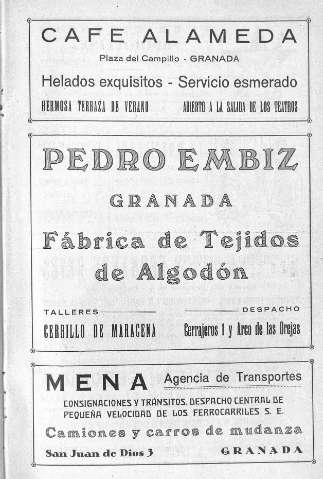 CAFE ALAMEDA
Plaza del Campillo - GRANADA
Helados exquisitos - Servicio esmerado
HERMOSA TERRAZA DE VERANO ABIERTO A LA SALIDA DE LOS TEATROS
PEDRO EMBIZ
GRANADA
Fábrica de Tejidos
de Algodón
TALLERES DESPACHO
CERRILLO DE MARACENA Cerrajeros 1 y Arco de las Orejas
MENA Agencia de Transportes
CONSIGNACIONES Y TRÁNSITOS. DESPACHO CENTRAL DE
PEQUEÑA VELOCIDAD DE LOS FERROCARRILES S. E.
Camiones y carros de mudanza
San Juan de Dios 3 GRANADA